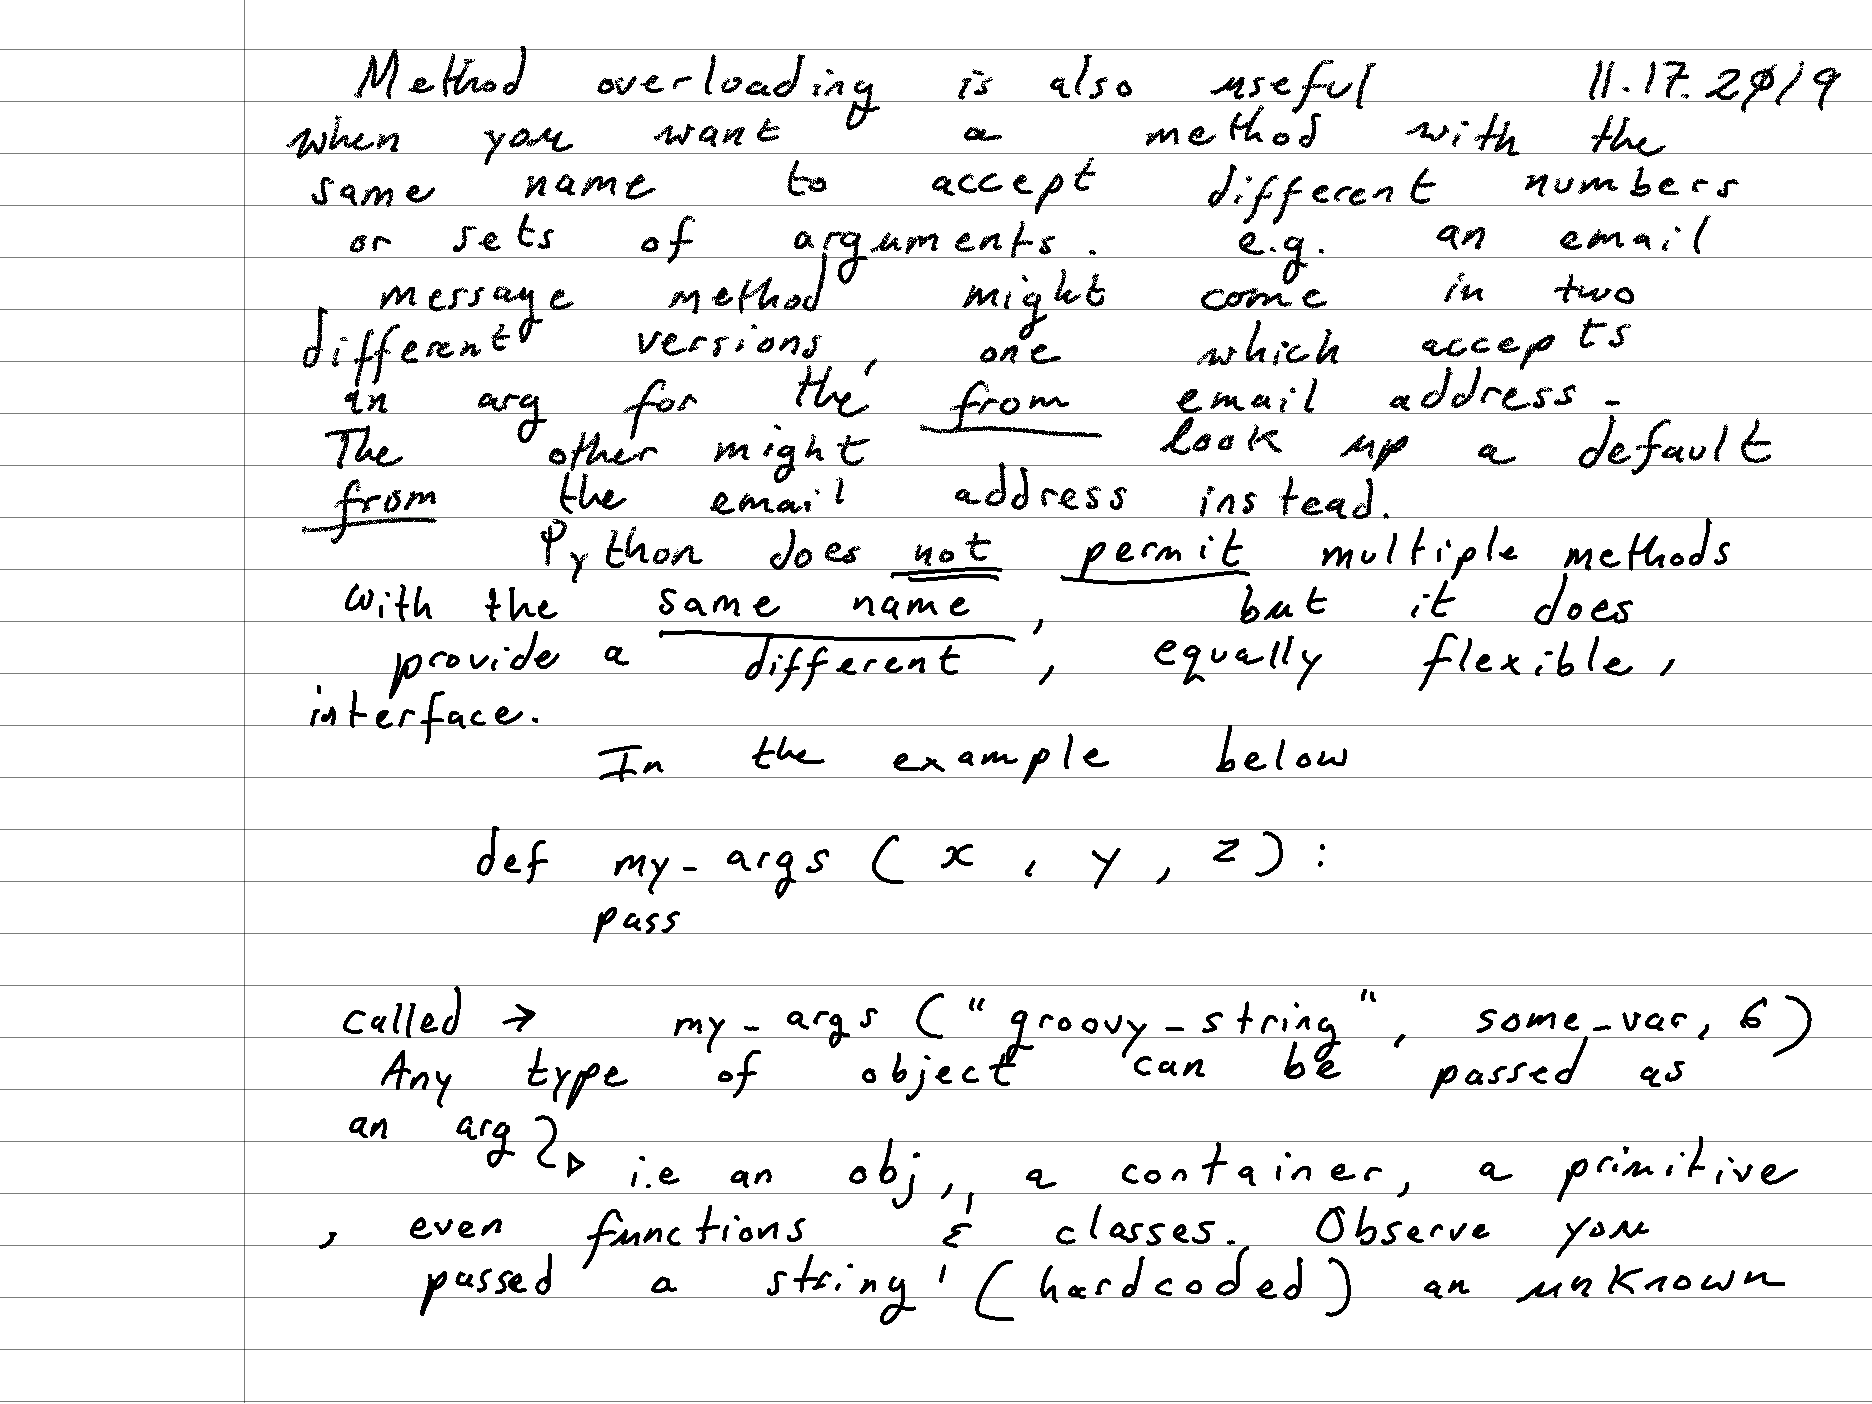 Method overloading is also useful 11.17.2019
when you want a method with the
same name to accept different numbers
or sets of arguments. e.g. an email
message method might come in two
different versions, one which accepts
an arg for the from email address.
The other might look up a default
from the email address instead.
Python does not permit multiple methods
with the same name, but it does
provide a different, equally flexible,
interface.
In the example below
def my_args (x, y, z):
pass
called → my_args ("groovy_string", some_var, 6)
Any type of object can be passed as
an arg
i.e an obj,, a container, a primitive
, even functions & classes. Observe you
passed a string, (hardcoded) an unknown